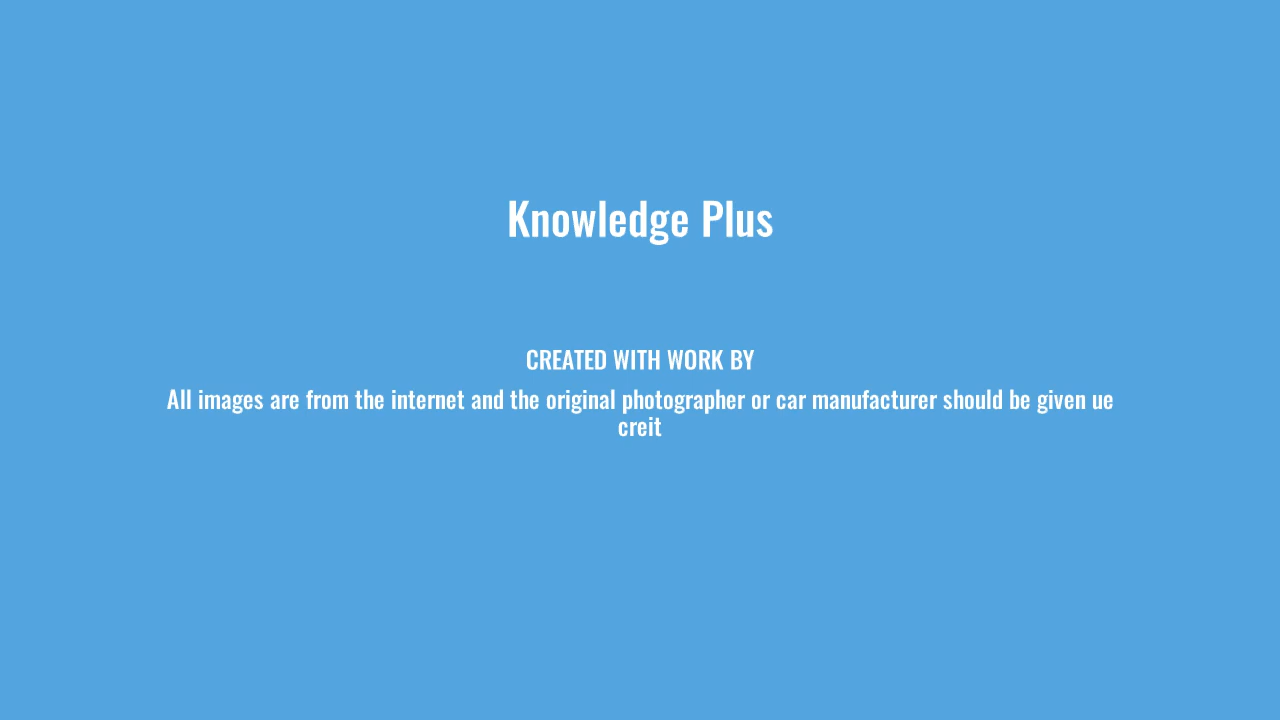 Knowledge Plus
CREATED WITH WORK BY
All images are from the internet and the original photographer or car manufacturer should be given ue
creit